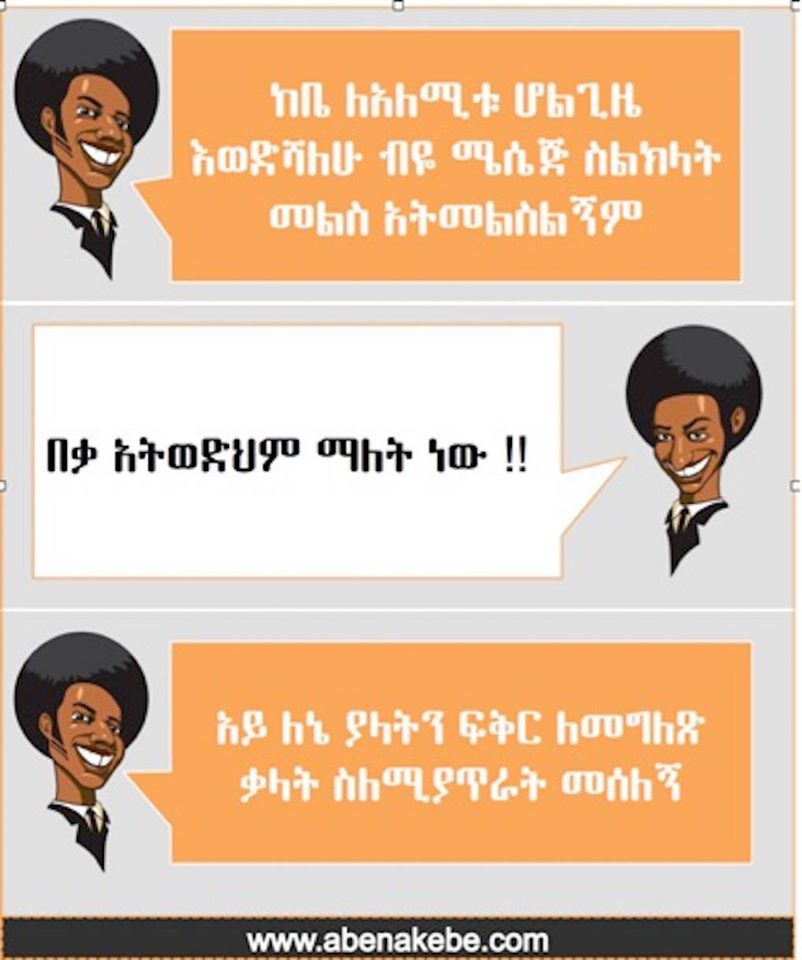 ከቤ ለአለሚቱ ሆልጊዜ
እወድሻለሁ ብዬ ሜሴጅ ስልክላት
መልስ አትመልስልኝም
በቃ አትወድህም ማለት ነው !!
አይ ለኔ ያላትን ፍቅር ለመግለጽ
ቃላት ስለሚያጥራት መሰለኝ
www.abenakebe.com